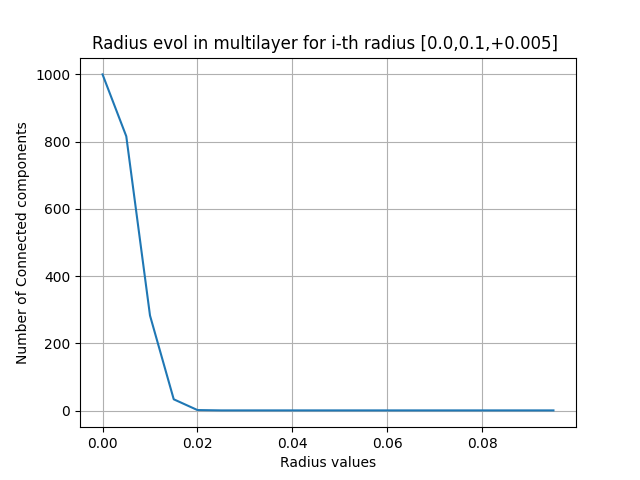 Radius evol in multilayer for i-th radius [0.0,0.1,+0.005]
1000
800
600
400
200
0
Number of Connected components
0.00 0.02 0.04 0.06 0.08
Radius values